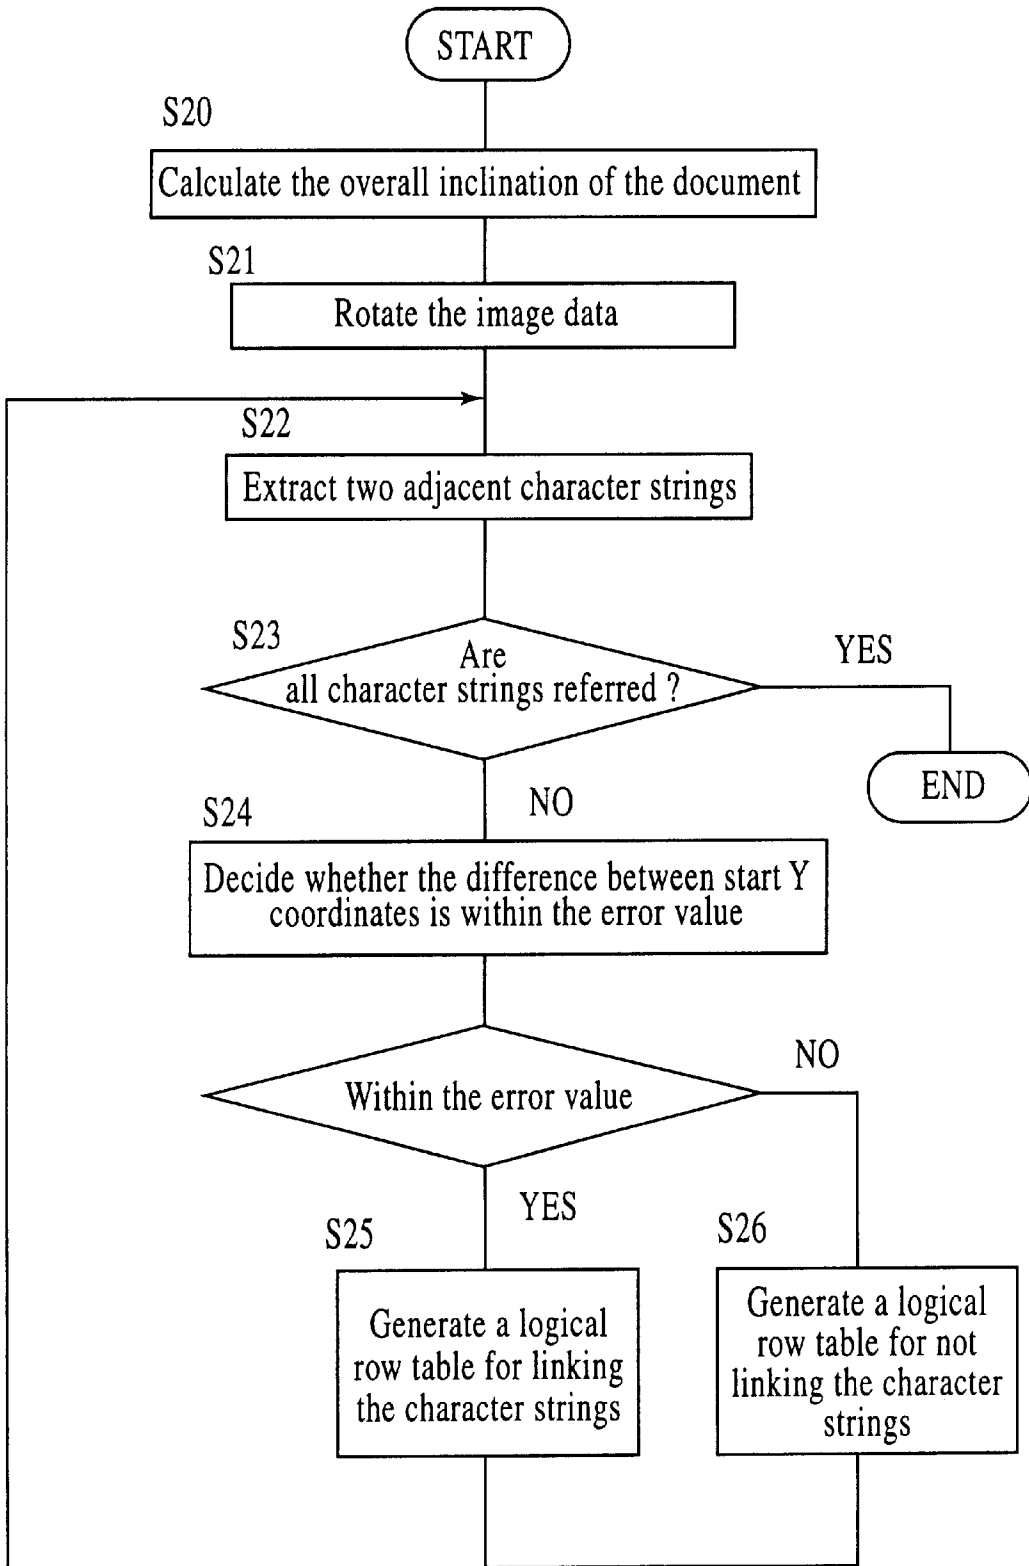 START
S20
Calculate the overall inclination of the document
S21
Rotate the image data
S22
Extract two adjacent character strings
S23
Are
all character strings referred ?
YES
END
NO
S24
Decide whether the difference between start Y
coordinates is within the error value
Within the error value
NO
YES
S25
Generate a logical
row table for linking
the character strings
S26
Generate a logical
row table for not
linking the character
strings